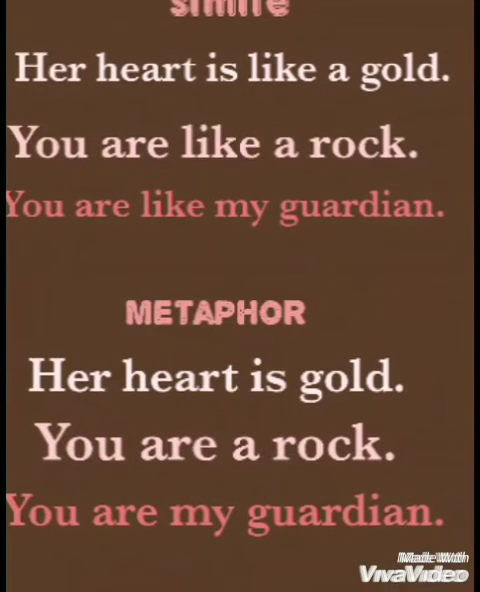 simile
Her heart is like a gold.
You are like a rock.
You are like my guardian.
METAPHOR
Her heart is gold.
You are a rock.
You are my guardian.
Made With
VivaVideo